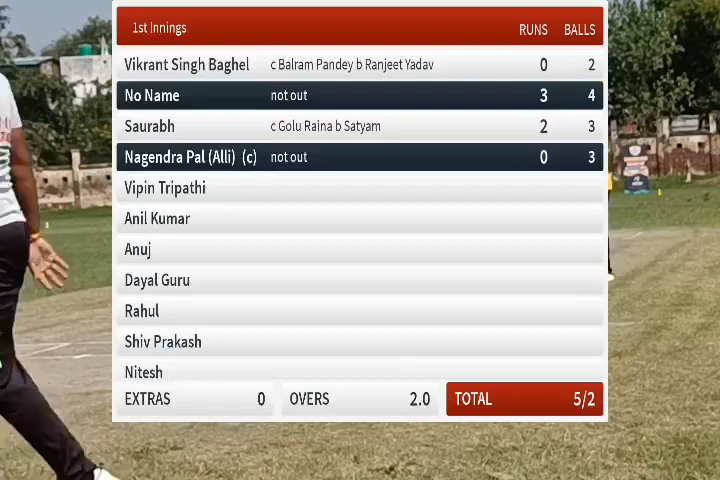 1st Innings RUNS BALLS
Vikrant Singh Baghel c Balram Pandey b Ranjeet Yadav 0 2
No Name not out 3 4
Saurabh c Golu Raina b Satyam 2 3
Nagendra Pal (Alli) (c) not out 0 3
Vipin Tripathi
Anil Kumar
Anuj
Dayal Guru
Rahul
Shiv Prakash
Nitesh
EXTRAS 0 OVERS 2.0 TOTAL 5/2